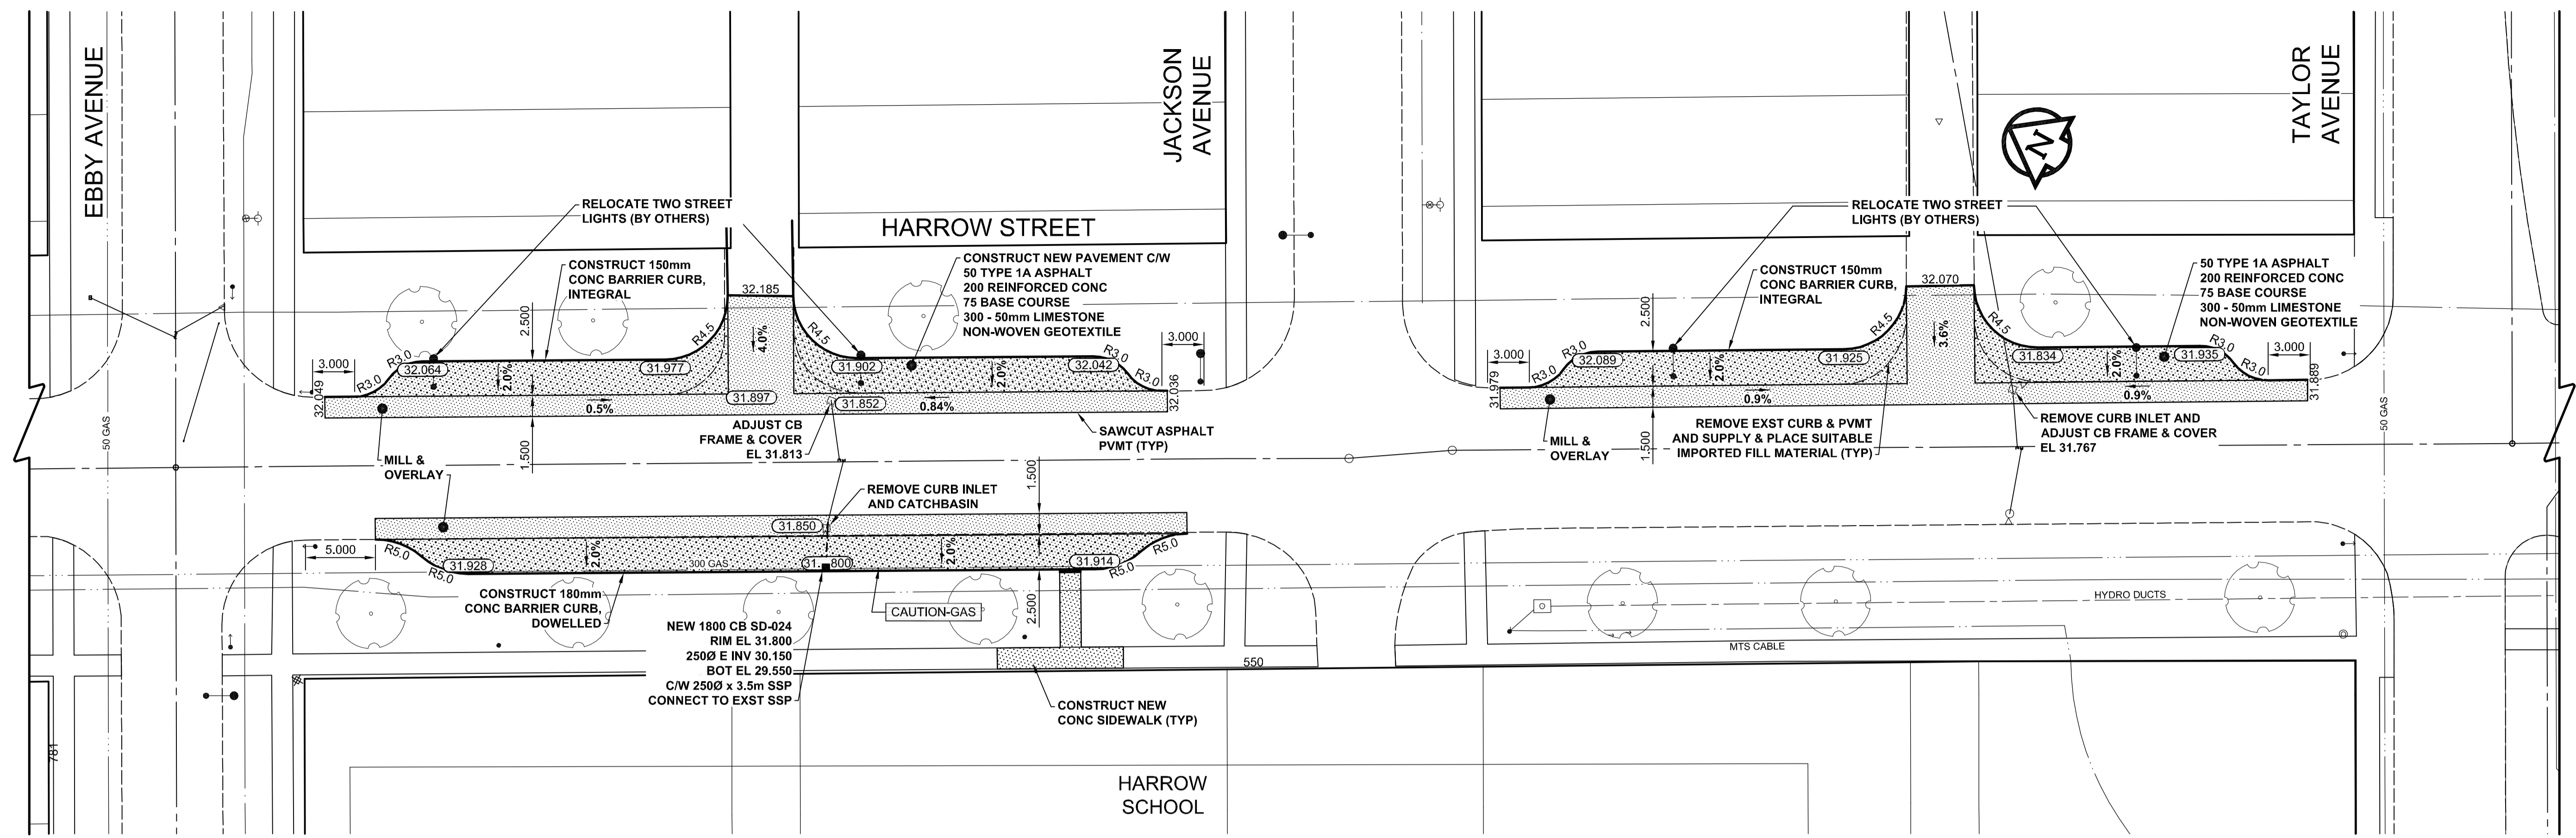 EBBY AVENUE
JACKSON
AVENUE
TAYLOR
AVENUE
N
RELOCATE TWO STREET
LIGHTS (BY OTHERS)
HARROW STREET
RELOCATE TWO STREET
LIGHTS (BY OTHERS)
CONSTRUCT 150mm
CONC BARRIER CURB,
INTEGRAL
CONSTRUCT NEW PAVEMENT C/W
50 TYPE 1A ASPHALT
200 REINFORCED CONC
75 BASE COURSE
300 - 50mm LIMESTONE
NON-WOVEN GEOTEXTILE
CONSTRUCT 150mm
CONC BARRIER CURB,
INTEGRAL
50 TYPE 1A ASPHALT
200 REINFORCED CONC
75 BASE COURSE
300 - 50mm LIMESTONE
NON-WOVEN GEOTEXTILE
32.185
32.070
2.500
R4.5
4.0%
R4.5
2.500
R4.5
3.6%
R4.5
3.000
R3.0
R3.0
32.064
2.0%
31.977
31.902
2.0%
32.042
R3.0
R3.0
3.000
3.000
R3.0
R3.0
32.089
2.0%
31.925
31.834
2.0%
31.935
R3.0
R3.0
3.000
32.049
0.5%
31.897
31.852
0.84%
32.036
31.979
0.9%
0.9%
31.889
50 GAS
50 GAS
1.500
ADJUST CB
FRAME & COVER
EL 31.813
SAWCUT ASPHALT
PVMT (TYP)
MILL &
OVERLAY
1.500
MILL &
OVERLAY
REMOVE EXST CURB & PVMT
AND SUPPLY & PLACE SUITABLE
IMPORTED FILL MATERIAL (TYP)
REMOVE CURB INLET AND
ADJUST CB FRAME & COVER
EL 31.767
REMOVE CURB INLET
AND CATCHBASIN
1.500
31.850
5.000
R5.0
R5.0
31.928
2.0%
300 GAS
31.800
2.0%
31.914
R5.0
R5.0
2.500
CONSTRUCT 180mm
CONC BARRIER CURB,
DOWELLED
CAUTION-GAS
HYDRO DUCTS
NEW 1800 CB SD-024
RIM EL 31.800
250Ø E INV 30.150
BOT EL 29.550
C/W 250Ø x 3.5m SSP
CONNECT TO EXST SSP
550
MTS CABLE
CONSTRUCT NEW
CONC SIDEWALK (TYP)
781
HARROW
SCHOOL